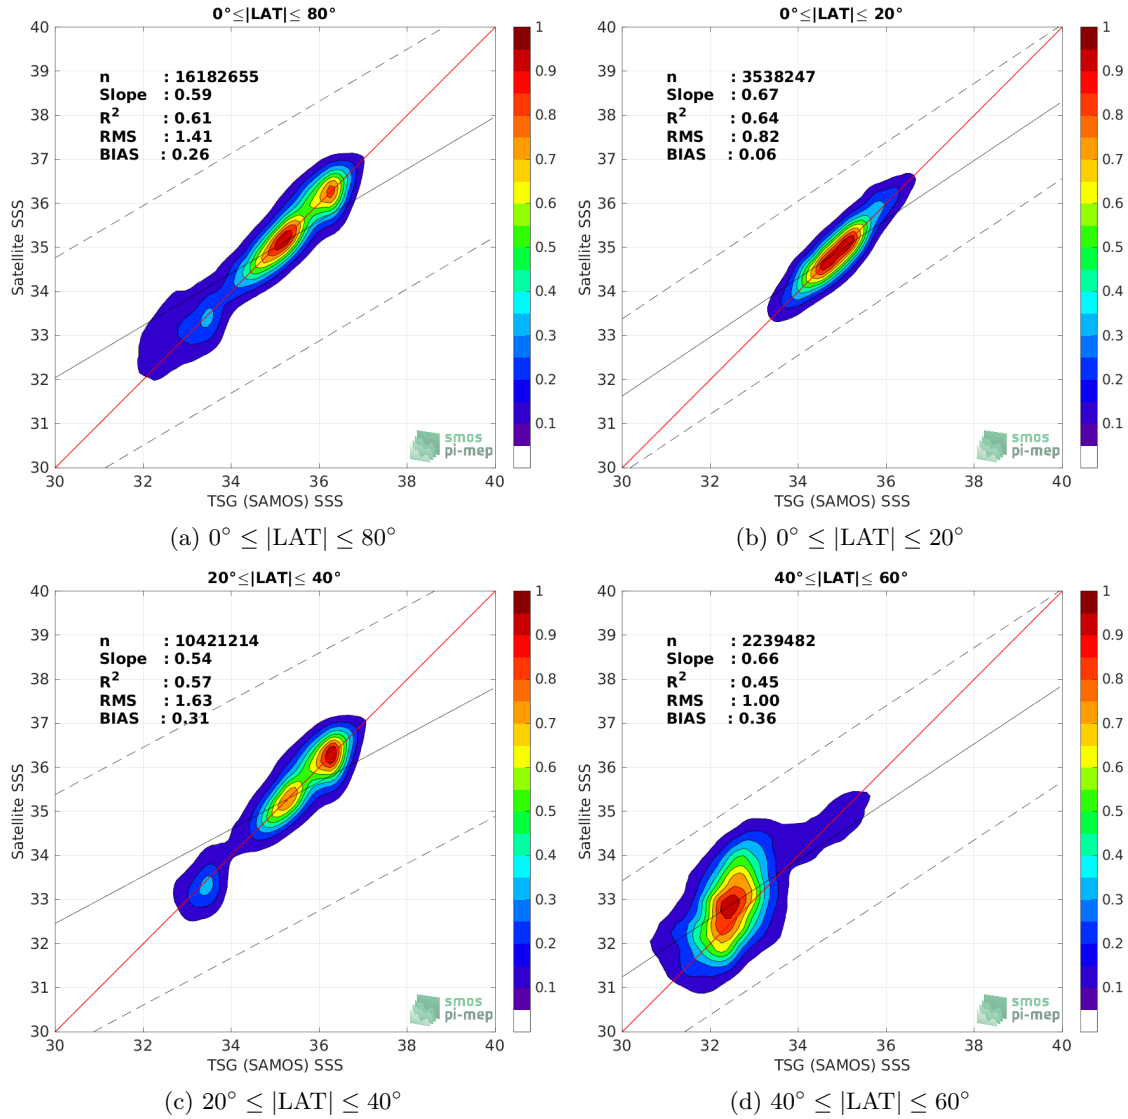 0°≤|LAT|≤ 80°
n : 16182655
Slope : 0.59
R² : 0.61
RMS : 1.41
BIAS : 0.26
40
39
38
37
36
35
34
33
32
31
30
Satellite SSS
30 32 34 36 38 40
TSG (SAMOS) SSS
smos
pi-mep
1
0.9
0.8
0.7
0.6
0.5
0.4
0.3
0.2
0.1
(a) 0° ≤ |LAT| ≤ 80°
0°≤|LAT|≤ 20°
n : 3538247
Slope : 0.67
R² : 0.64
RMS : 0.82
BIAS : 0.06
40
39
38
37
36
35
34
33
32
31
30
Satellite SSS
30 32 34 36 38 40
TSG (SAMOS) SSS
smos
pi-mep
1
0.9
0.8
0.7
0.6
0.5
0.4
0.3
0.2
0.1
(b) 0° ≤ |LAT| ≤ 20°
20°≤|LAT|≤ 40°
n : 10421214
Slope : 0.54
R² : 0.57
RMS : 1.63
BIAS : 0.31
40
39
38
37
36
35
34
33
32
31
30
Satellite SSS
30 32 34 36 38 40
TSG (SAMOS) SSS
smos
pi-mep
1
0.9
0.8
0.7
0.6
0.5
0.4
0.3
0.2
0.1
(c) 20° ≤ |LAT| ≤ 40°
40°≤|LAT|≤ 60°
n : 2239482
Slope : 0.66
R² : 0.45
RMS : 1.00
BIAS : 0.36
40
39
38
37
36
35
34
33
32
31
30
Satellite SSS
30 32 34 36 38 40
TSG (SAMOS) SSS
smos
pi-mep
1
0.9
0.8
0.7
0.6
0.5
0.4
0.3
0.2
0.1
(d) 40° ≤ |LAT| ≤ 60°